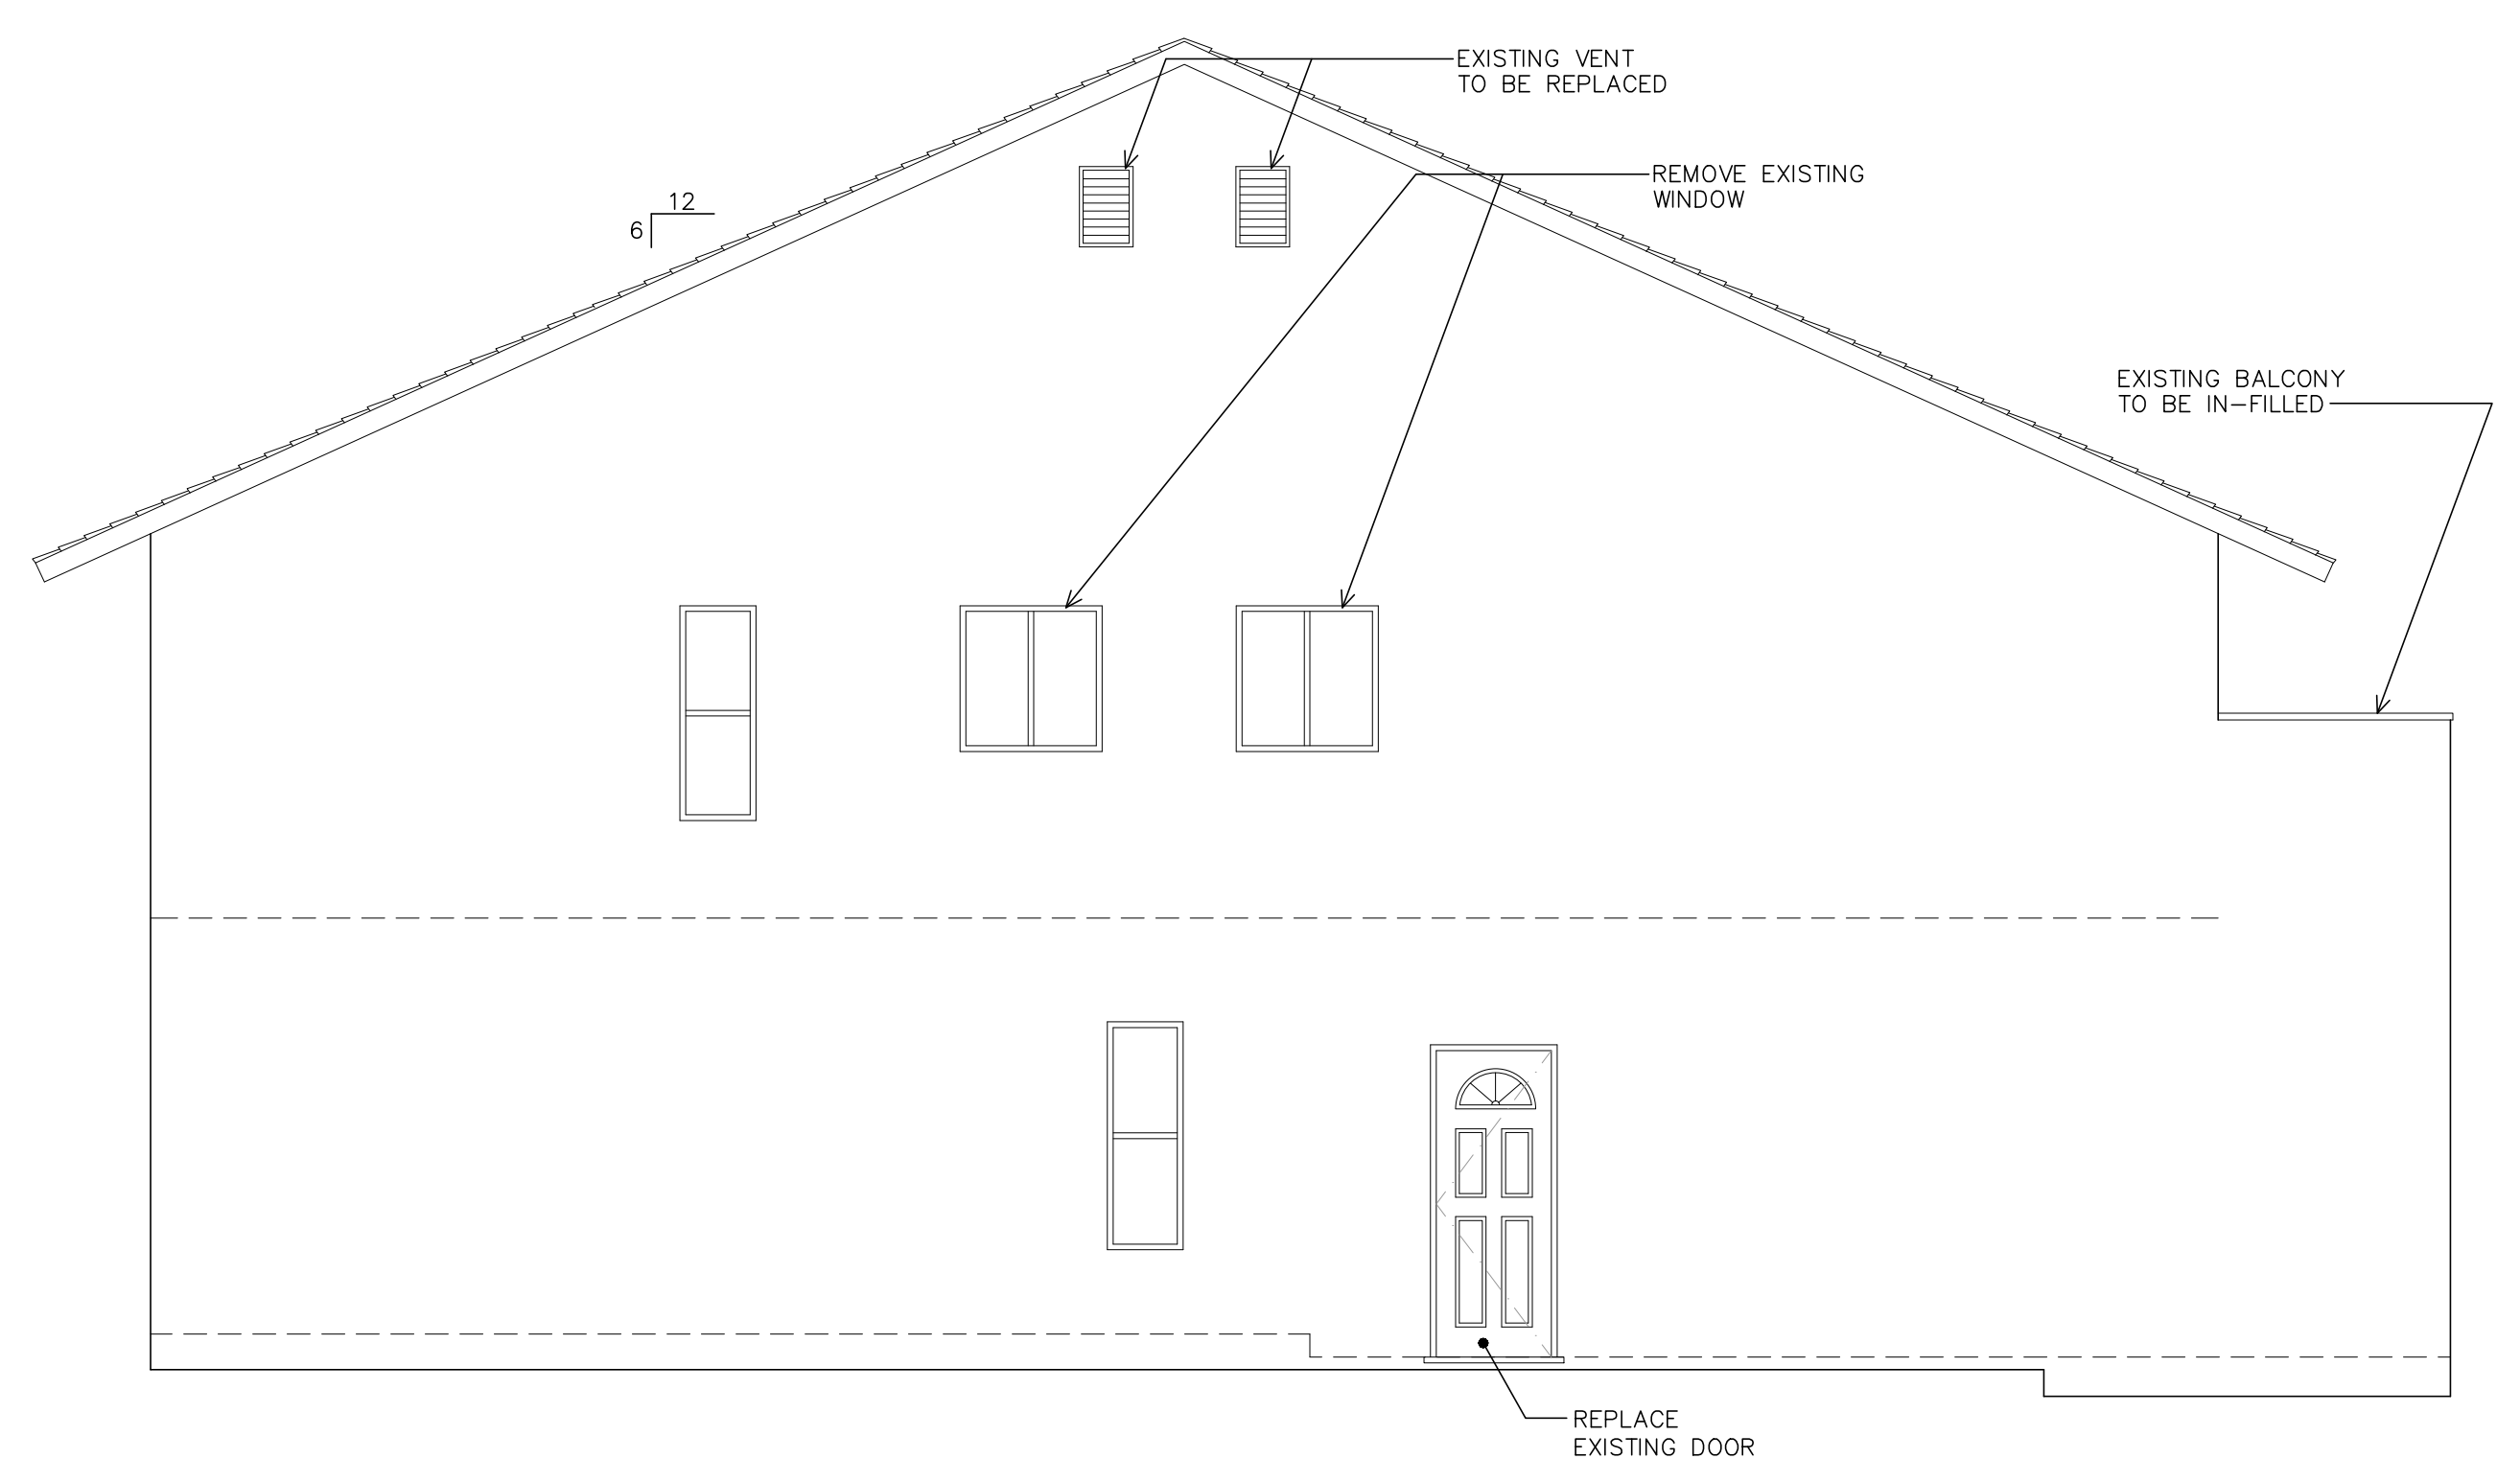 EXISTING VENT
TO BE REPLACED
REMOVE EXISTING
WINDOW
12
6
EXISTING BALCONY
TO BE IN-FILLED
REPLACE
EXISTING DOOR